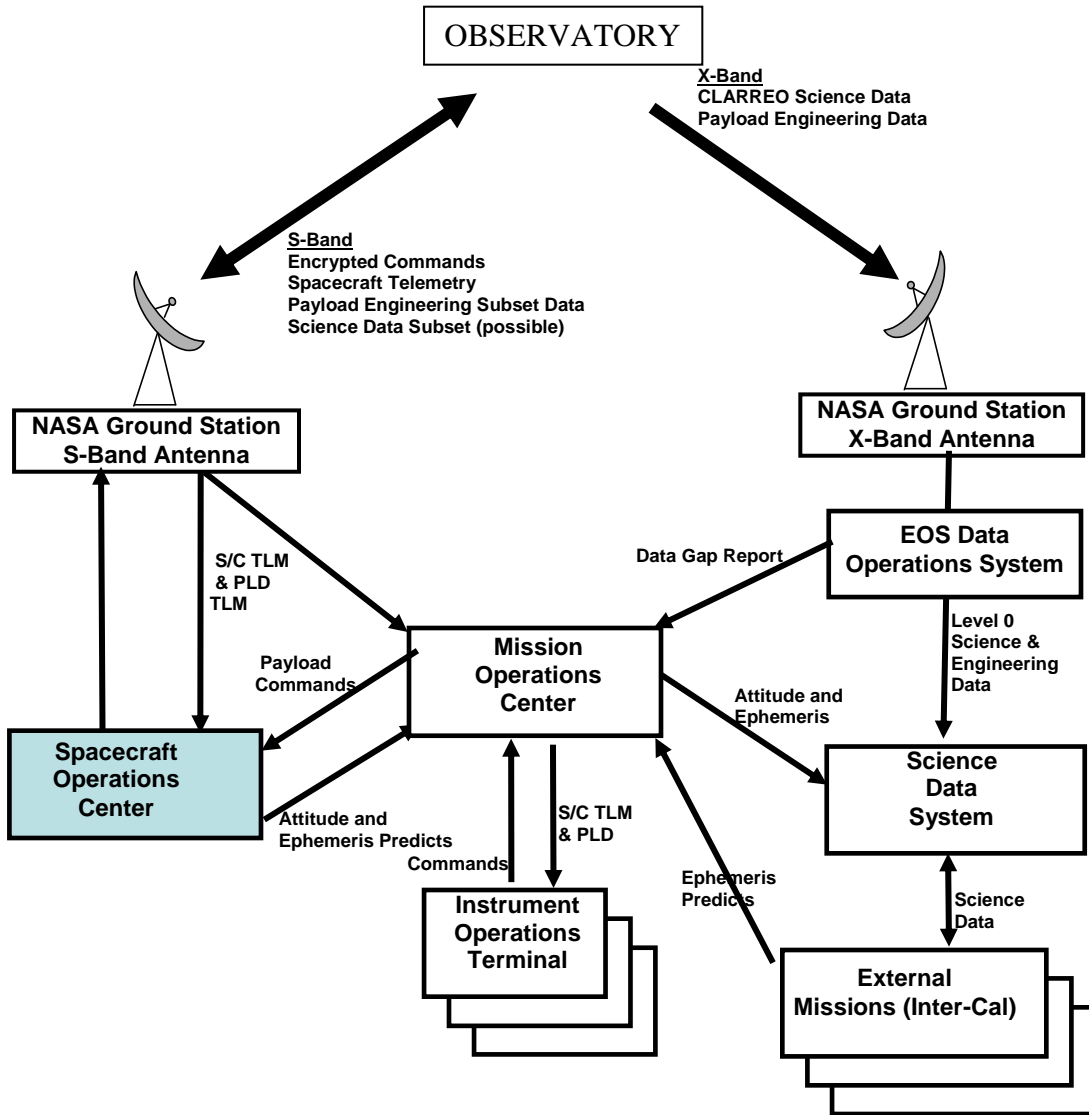 OBSERVATORY
X-Band
CLARREO Science Data
Payload Engineering Data
S-Band
Encrypted Commands
Spacecraft Telemetry
Payload Engineering Subset Data
Science Data Subset (possible)
NASA Ground Station
S-Band Antenna
NASA Ground Station
X-Band Antenna
S/C TLM
& PLD
TLM
Data Gap Report
EOS Data
Operations System
Level 0
Science &
Engineering
Data
Mission
Operations
Center
Payload
Commands
Attitude and
Ephemeris
Spacecraft
Operations
Center
Science
Data
System
Attitude and
Ephemeris Predicts
Commands
S/C TLM
& PLD
Ephemeris
Predicts
Science
Data
Instrument
Operations
Terminal
External
Missions (Inter-Cal)